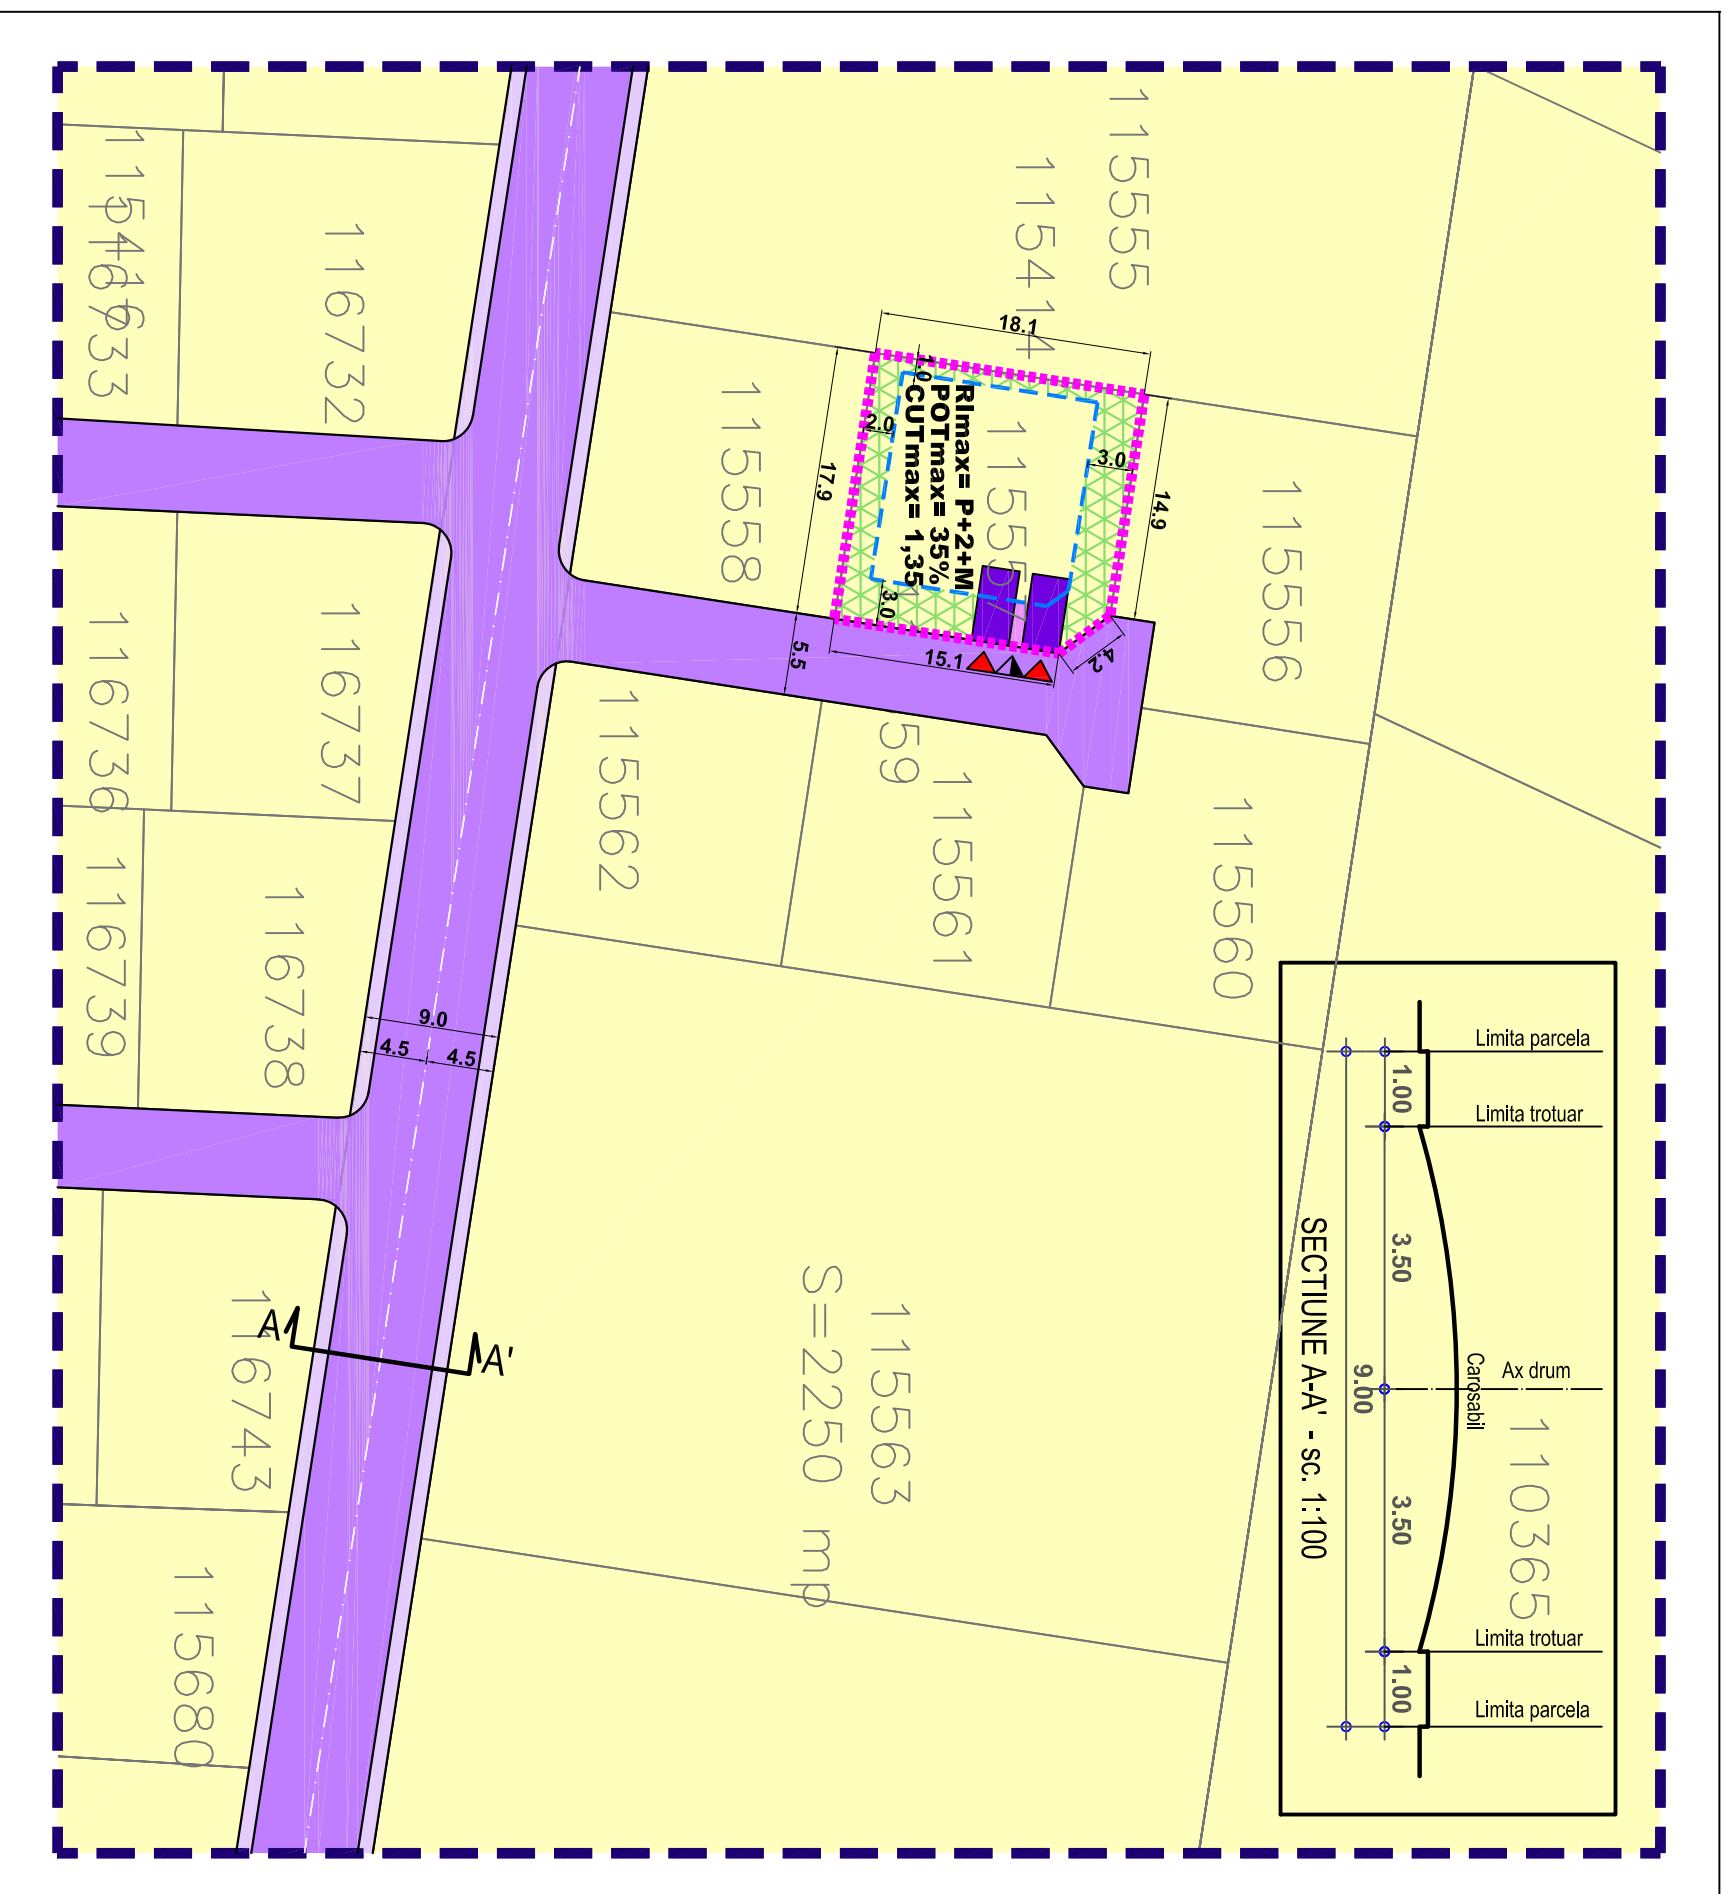 115416
116733
116732
115555
115414
18.1
1.0
RImax= P+2+M
POTmax= 35%
CUTmax= 1,35
2.0
3.0
17.9
14.9
3.0
115558
115556
116736
116737
5.5
15.1
4.2
115562
59
115561
115560
116739
116738
9.0
4.5
4.5
Limita parcela
1.00
Limita trotuar
3.50
SECTIUNE A-A' - sc. 1:100
9.00
Ax drum
Carosabil
110365
3.50
Limita trotuar
1.00
Limita parcela
115563
S=2250 mp
A
A'
116743
115680